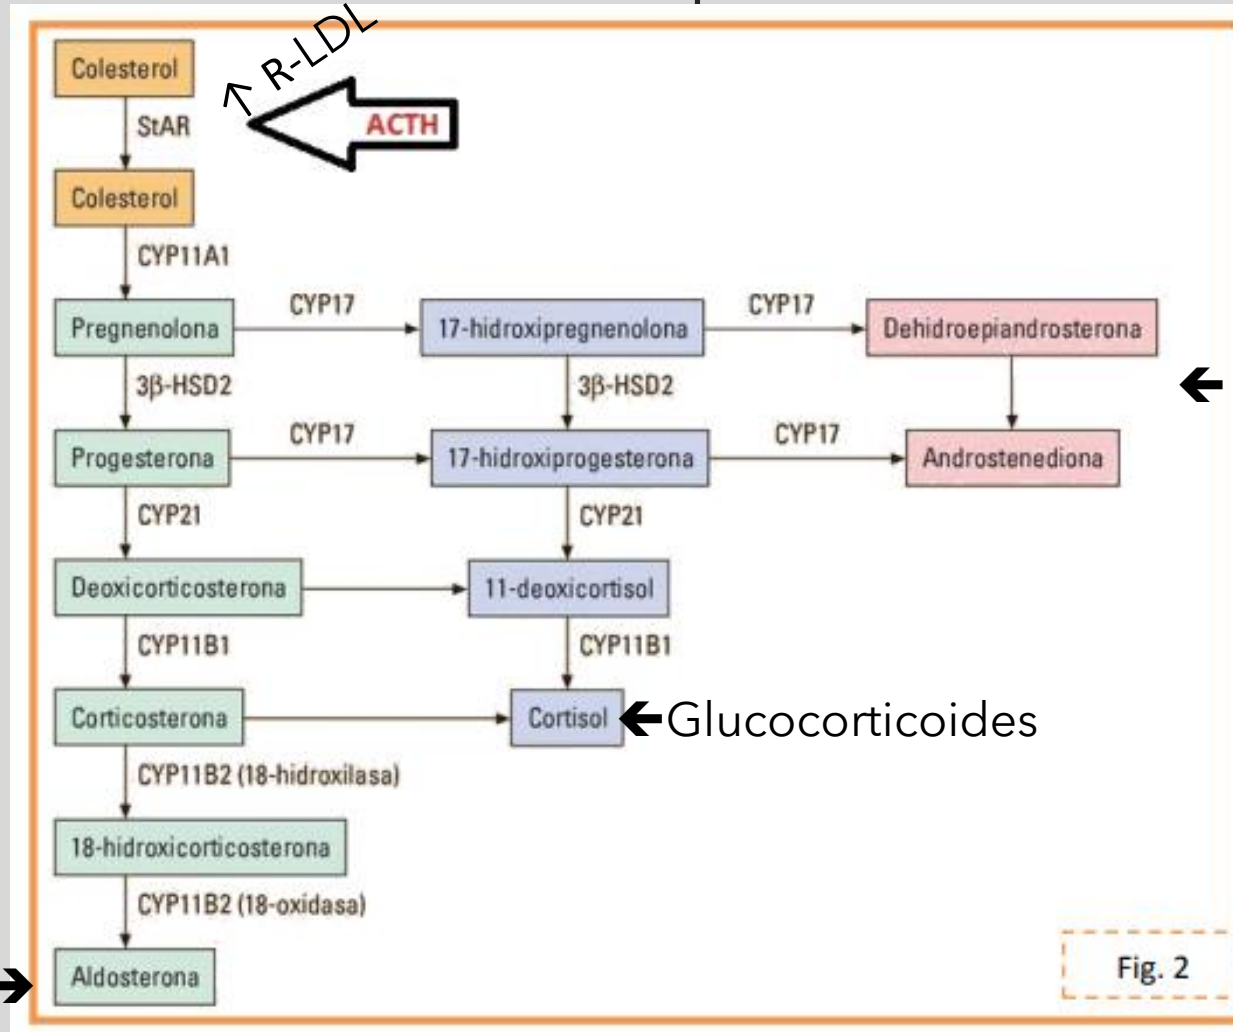 Colesterol
↑ R-LDL
StAR
ACTH
Colesterol
CYP11A1
Pregnenolona
CYP17
17-hidroxipregnenolona
CYP17
Dehidroepiandrosterona
3β-HSD2
3β-HSD2
Progesterona
CYP17
17-hidroxiprogesterona
CYP17
Androstenediona
CYP21
CYP21
Deoxicorticosterona
11-deoxicortisol
CYP11B1
CYP11B1
Corticosterona
Cortisol
Glucocorticoides
CYP11B2 (18-hidroxilasa)
18-hidroxicorticosterona
CYP11B2 (18-oxidasa)
Aldosterona
Fig. 2